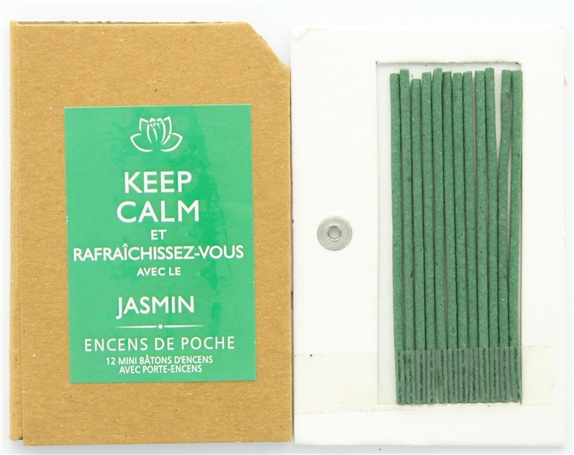 KEEP
CALM
ET
RAFRAÎCHISSEZ-VOUS
AVEC LE
JASMIN
ENCENS DE POCHE
12 MINI BÂTONS D'ENCENS
AVEC PORTE-ENCENS